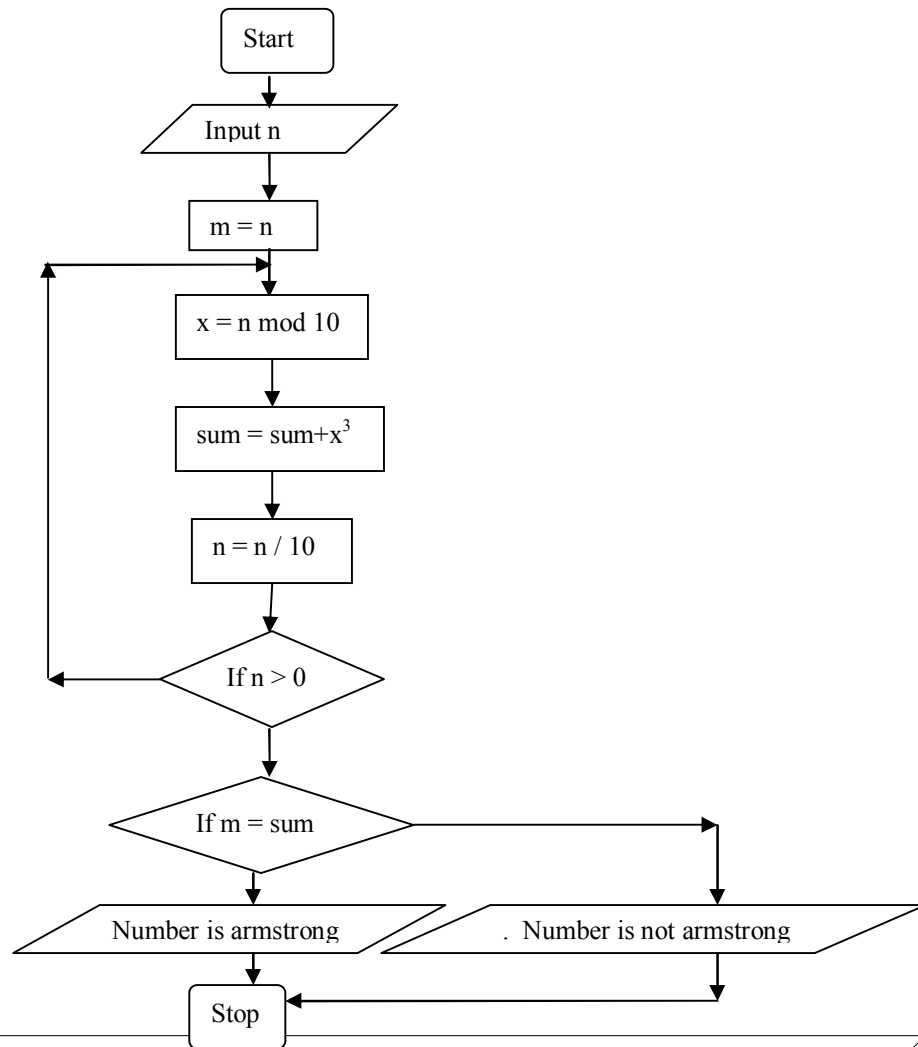 Start
Input n
m = n
x = n mod 10
sum = sum+x³
n = n / 10
If n > 0
If m = sum
Number is armstrong
. Number is not armstrong
Stop